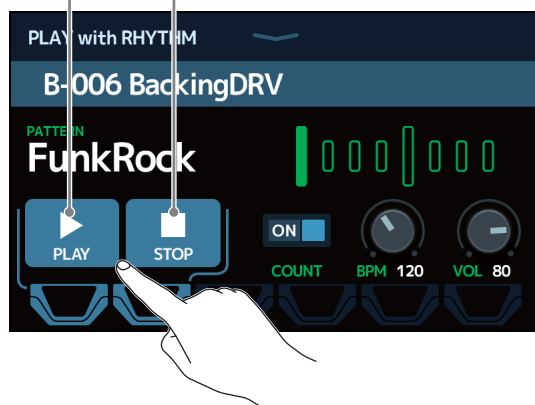 PLAY with RHYTHM
B-006 BackingDRV
PATTERN
FunkRock
PLAY
STOP
ON
COUNT
BPM 120
VOL 80